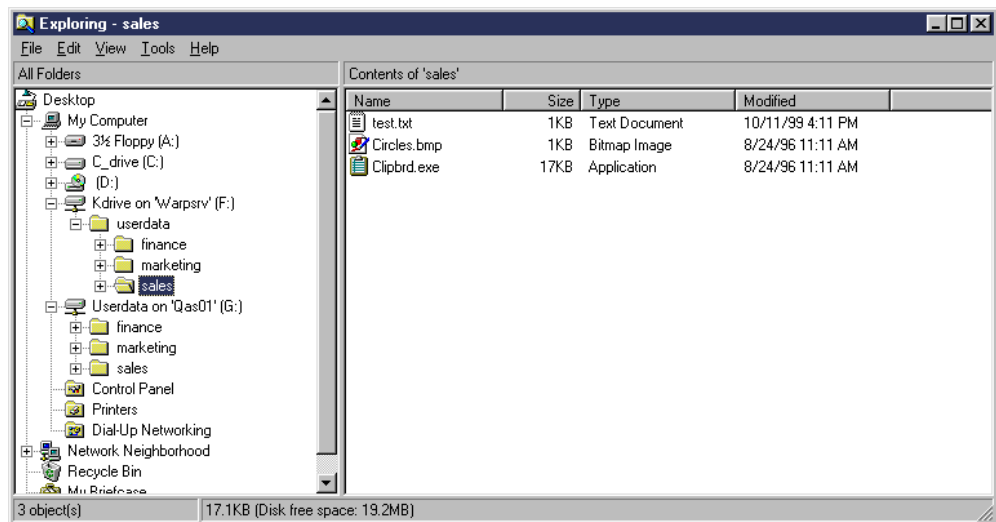 Exploring - sales
File Edit View Tools Help
All Folders
Contents of 'sales'
Desktop
My Computer
3½ Floppy (A:)
C_drive (C:)
(D:)
Kdrive on 'Warpsrv' (F:)
userdata
finance
marketing
sales
Userdata on 'Qas01' (G:)
finance
marketing
sales
Control Panel
Printers
Dial-Up Networking
Network Neighborhood
Recycle Bin
My Briefcase
Name Size Type Modified
test.txt 1KB Text Document 10/11/99 4:11 PM
Circles.bmp 1KB Bitmap Image 8/24/96 11:11 AM
Clipbrd.exe 17KB Application 8/24/96 11:11 AM
3 object(s) 17.1KB (Disk free space: 19.2MB)